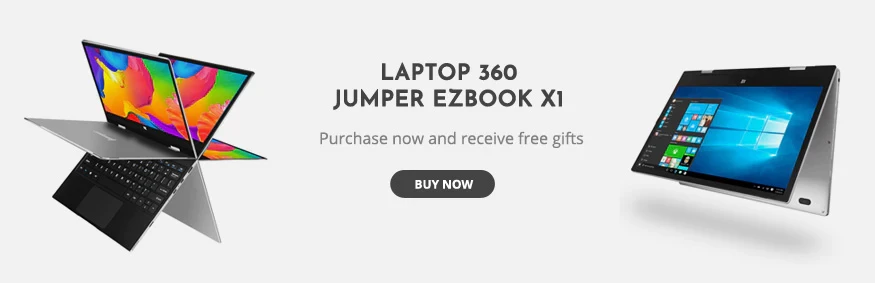 LAPTOP 360
JUMPER EZBOOK X1
Purchase now and receive free gifts
BUY NOW